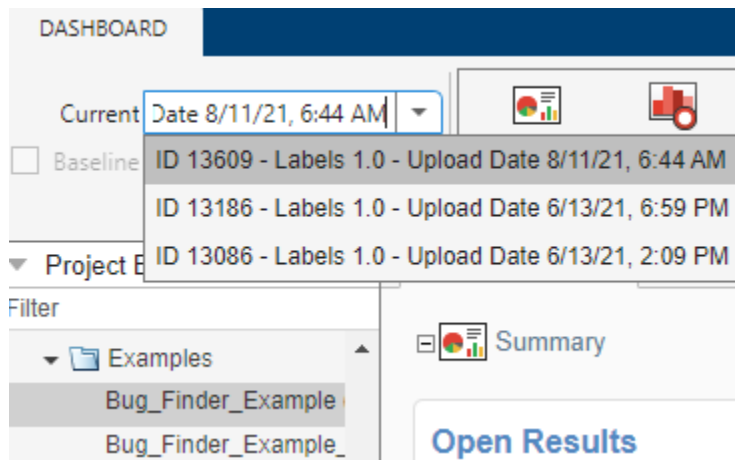 DASHBOARD
Current Date 8/11/21, 6:44 AM
Baseline ID 13609 - Labels 1.0 - Upload Date 8/11/21, 6:44 AM
ID 13186 - Labels 1.0 - Upload Date 6/13/21, 6:59 PM
ID 13086 - Labels 1.0 - Upload Date 6/13/21, 2:09 PM
Project
Filter
Examples
Summary
Bug_Finder_Example
Bug_Finder_Example_
Open Results